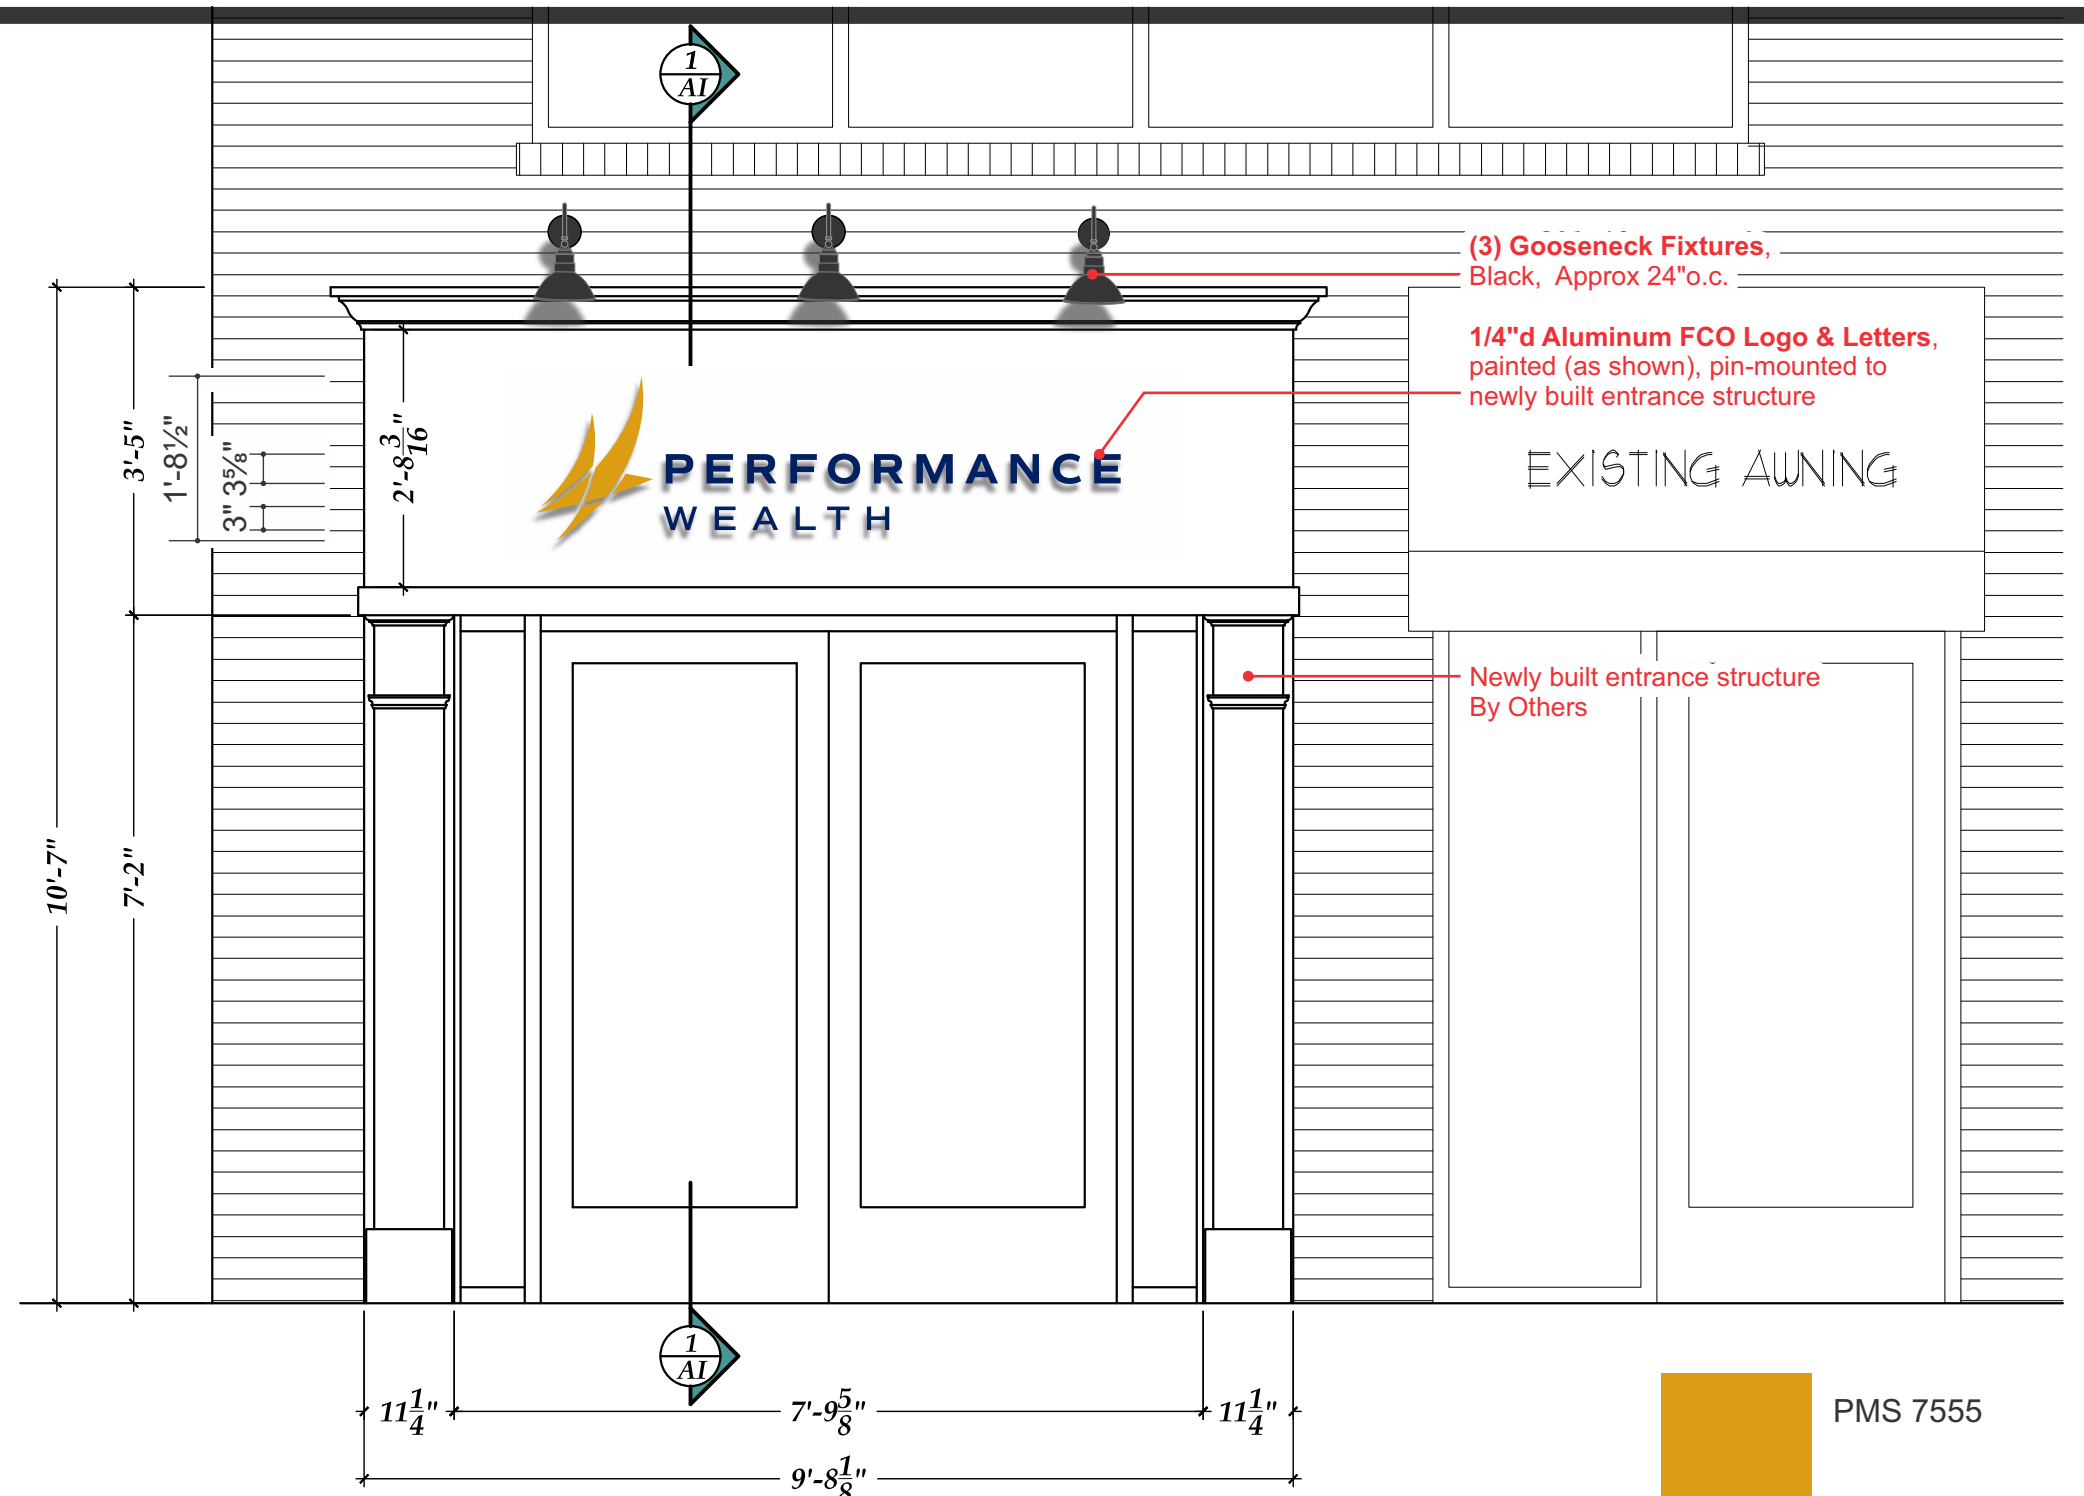 1
AI
(3) Gooseneck Fixtures,
Black, Approx 24"o.c.
1/4"d Aluminum FCO Logo & Letters,
painted (as shown), pin-mounted to
newly built entrance structure
3'-5"
1'-8½"
3" 3⅝"
2'-8 3/16"
PERFORMANCE
WEALTH
EXISTING AWNING
Newly built entrance structure
By Others
10'-7"
7'-2"
1
AI
11 1/4"
7'-9 5/8"
11 1/4"
9'-8 1/8"
PMS 7555